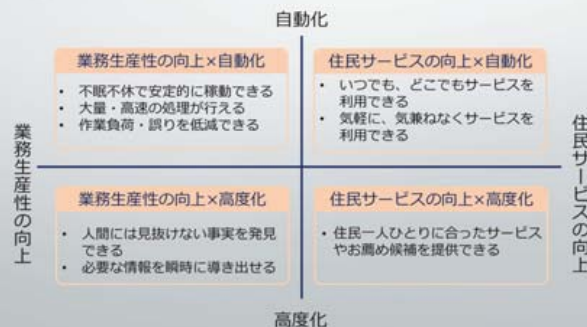 自動化
業務生産性の向上×自動化
• 不眠不休で安定的に稼動できる
• 大量・高速の処理が行える
• 作業負荷・誤りを低減できる
住民サービスの向上×自動化
• いつでも、どこでもサービスを
利用できる
• 気軽に、気兼ねなくサービスを
利用できる
業務生産性の向上
住民サービスの向上
業務生産性の向上×高度化
• 人間には見抜けない事実を発見
できる
• 必要な情報を瞬時に導き出せる
住民サービスの向上×高度化
• 住民一人ひとりに合ったサービス
やお薦め候補を提供できる
高度化